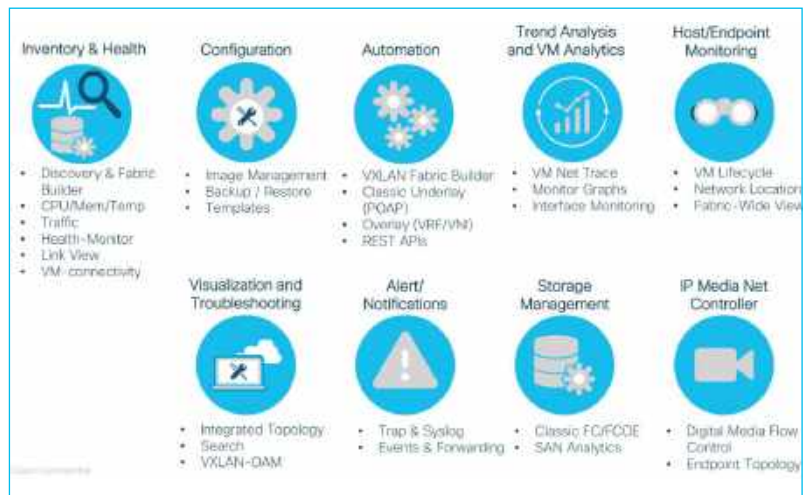 Inventory & Health
• Discovery & Fabric
Builder
• CPU/Mem/Temp
• Traffic
• Health-Monitor
• Link View
• VM-connectivity
Configuration
• Image Management
• Backup / Restore
• Templates
Automation
• VXLAN Fabric Builder
• Classic Underlay
(POAP)
• Overlay (VRF/VNI)
• REST APIs
Trend Analysis
and VM Analytics
• VM Net Trace
• Monitor Graphs
• Interface Monitoring
Host/Endpoint
Monitoring
• VM Lifecycle
• Network Location
• Fabric-Wide View
Visualization and
Troubleshooting
• Integrated Topology
• Search
• VXLAN-OAM
Alert/
Notifications
• Trap & Syslog
• Events & Forwarding
Storage
Management
• Classic FC/FCOE
• SAN Analytics
IP Media Net
Controller
• Digital Media Flow
Control
• Endpoint Topology